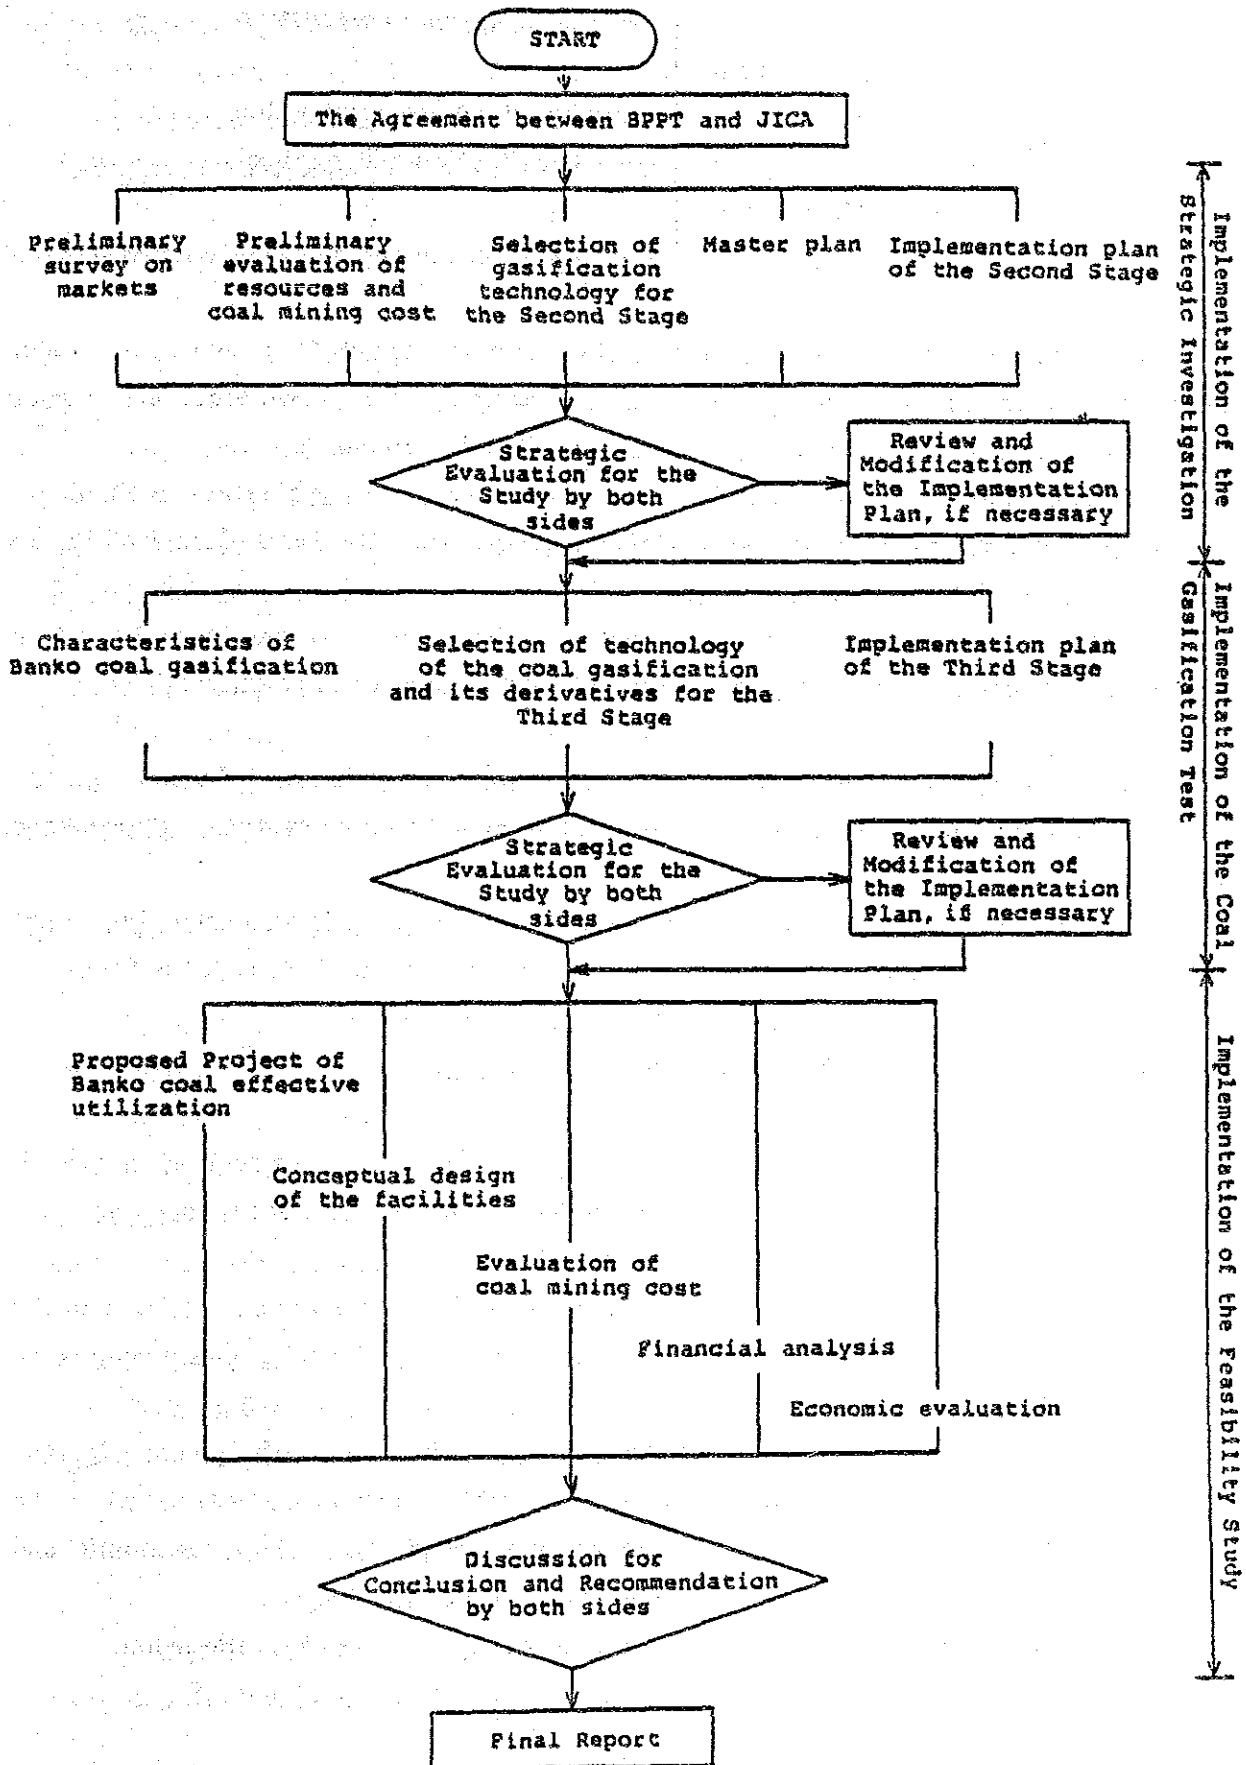 START
The Agreement between BPPT and JICA
Preliminary
survey on
markets
Preliminary
evaluation of
resources and
coal mining cost
Selection of
gasification
technology for
the Second Stage
Master plan
Implementation plan
of the Second Stage
Strategic
Evaluation for the
Study by both
sides
Review and
Modification of
the Implementation
Plan, if necessary
Implementation of the
Strategic Investigation
Characteristics of
Banko coal gasification
Selection of technology
of the coal gasification
and its derivatives for the
Third Stage
Implementation plan
of the Third Stage
Strategic
Evaluation for the
Study by both
sides
Review and
Modification of
the Implementation
Plan, if necessary
Implementation of the Coal
Gasification Test
Proposed Project of
Banko coal effective
utilization
Conceptual design
of the facilities
Evaluation of
coal mining cost
Financial analysis
Economic evaluation
Implementation of the Feasibility Study
Discussion for
Conclusion and Recommendation
by both sides
Final Report